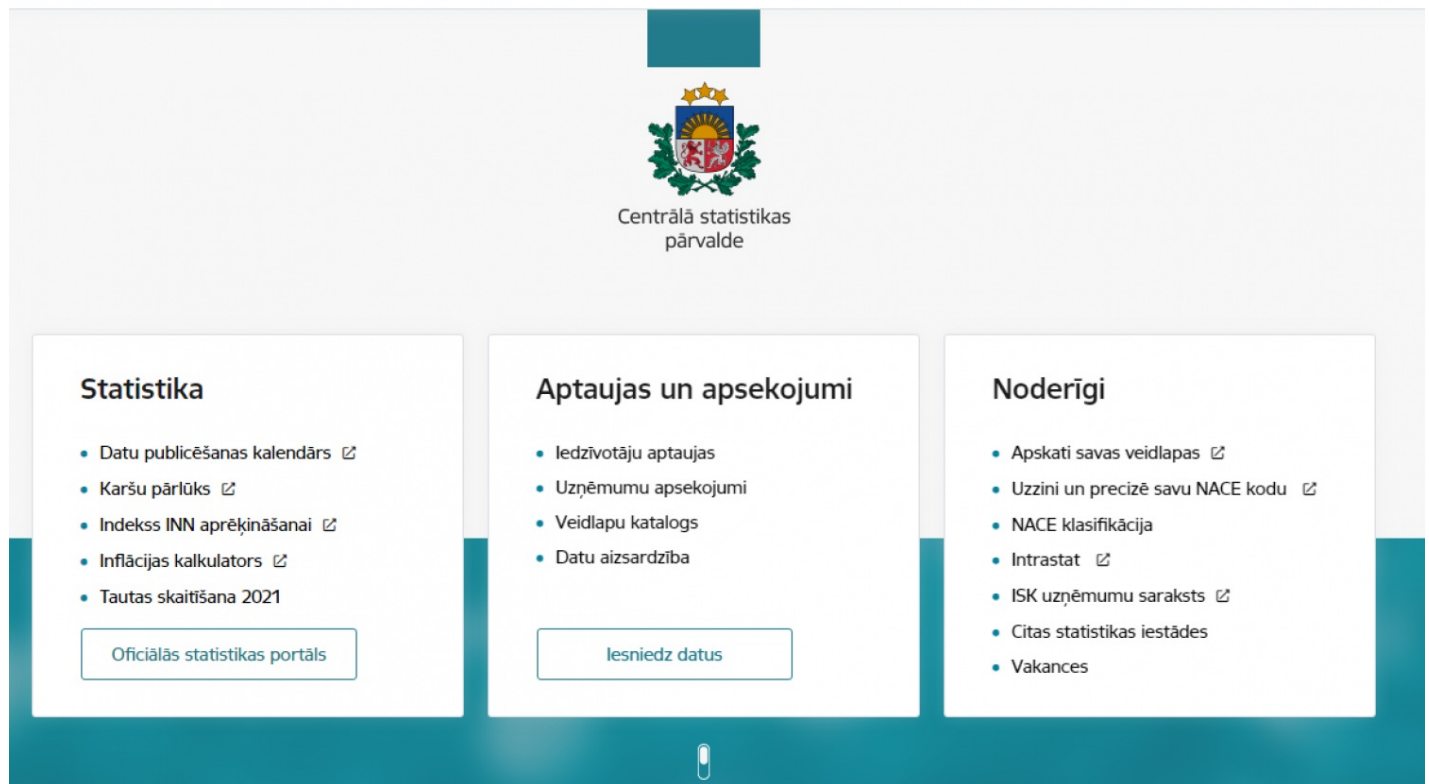 Centrālā statistikas
pārvalde
Statistika
Datu publicēšanas kalendārs
Karšu pārlūks
Indekss INN aprēķināšanai
Inflācijas kalkulators
Tautas skaitīšana 2021
Oficiālās statistikas portāls
Aptaujas un apsekojumi
Iedzīvotāju aptaujas
Uzņēmumu apsekojumi
Veidlapu katalogs
Datu aizsardzība
Iesniedz datus
Noderīgi
Apskati savas veidlapas
Uzzini un precizē savu NACE kodu
NACE klasifikācija
Intrastat
ISK uzņēmumu saraksts
Citas statistikas iestādes
Vakances